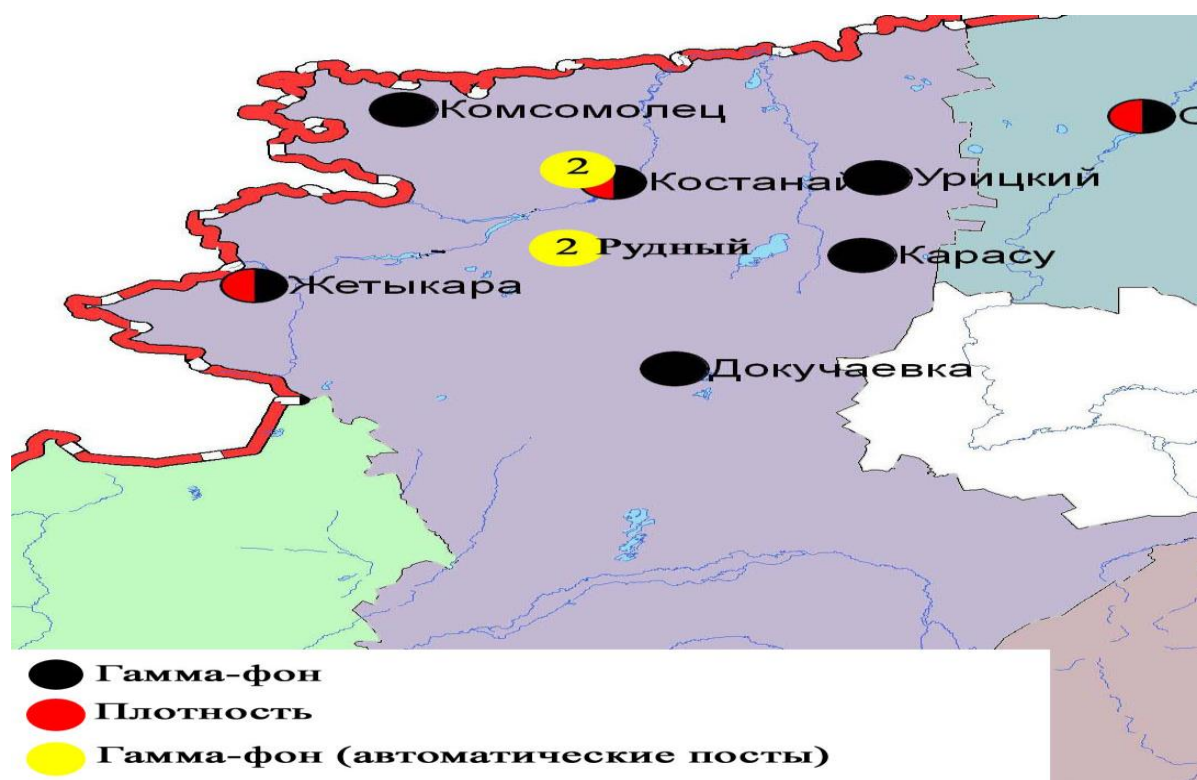 Комсомолец
2
Костанай
Урицкий
2 Рудный
Карасу
Жетыкара
Докучаевка
Гамма-фон
Плотность
Гамма-фон (автоматические посты)